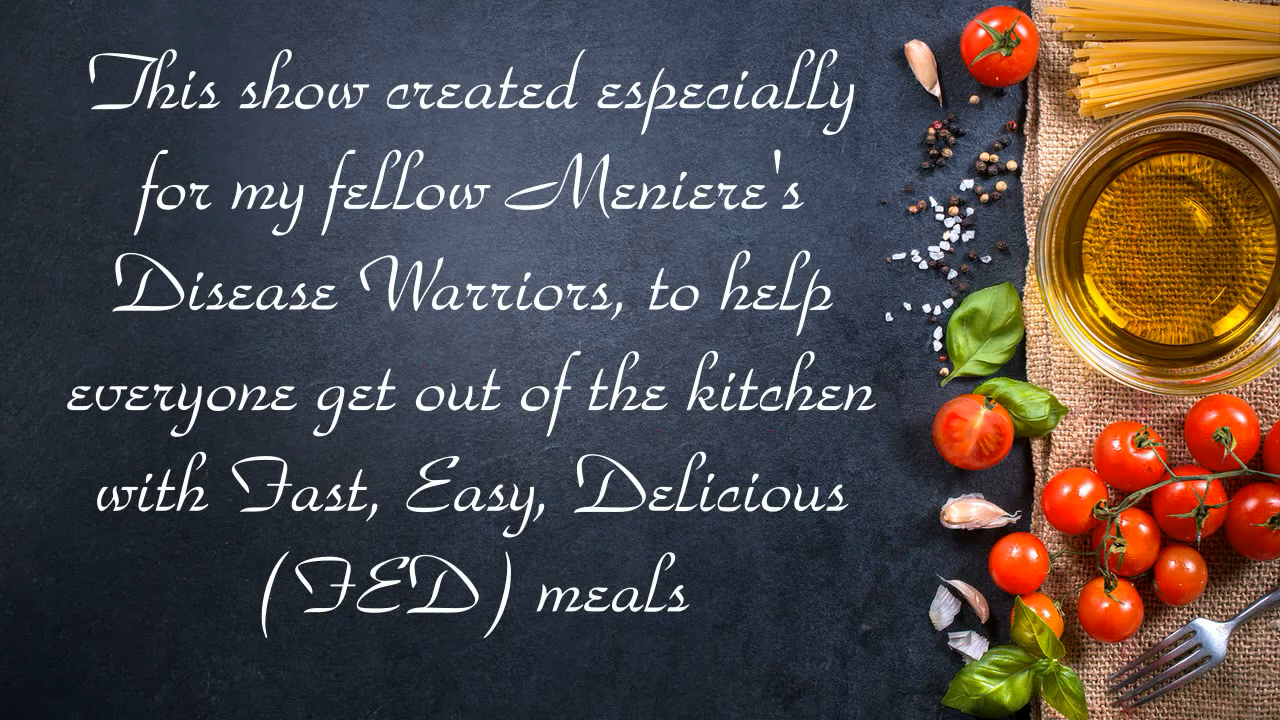 This show created especially
for my fellow Meniere's
Disease Warriors, to help
everyone get out of the kitchen
with Fast, Easy, Delicious
(FED) meals